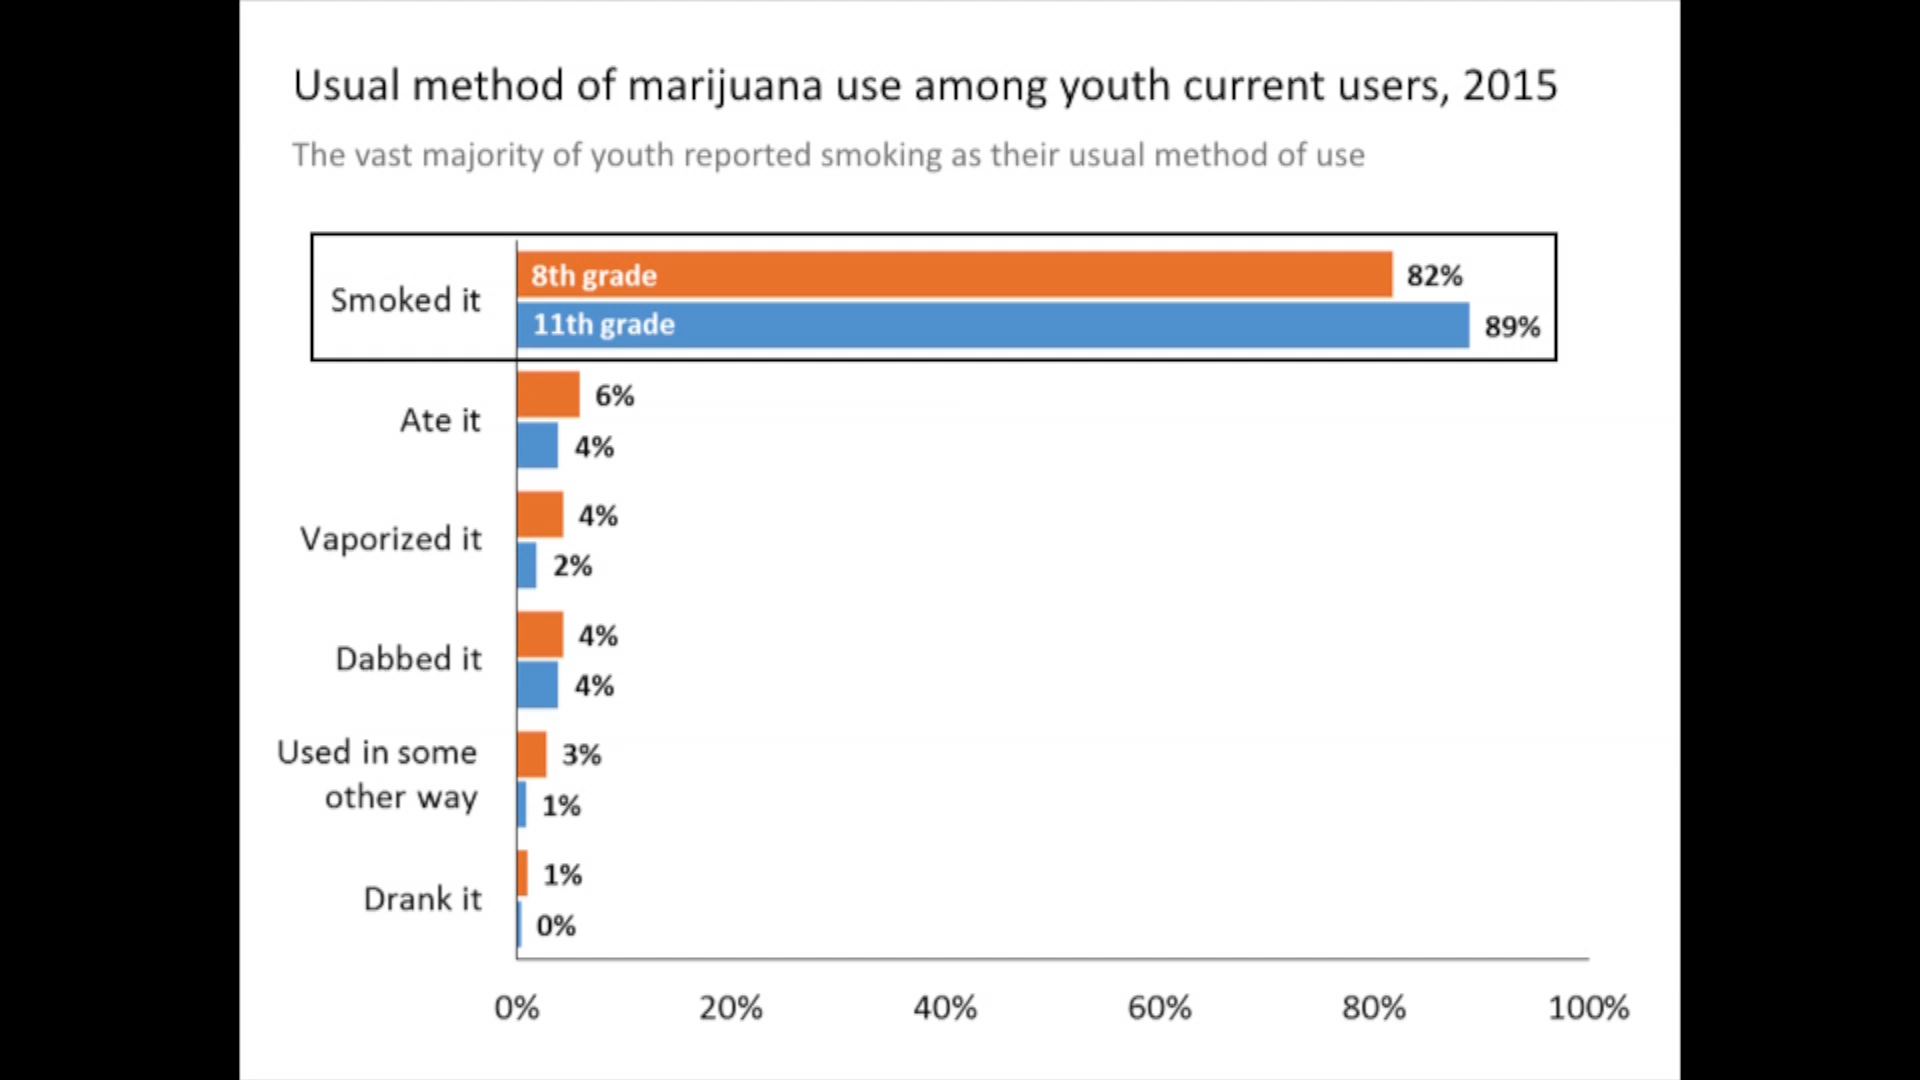 Usual method of marijuana use among youth current users, 2015
The vast majority of youth reported smoking as their usual method of use
Smoked it
8th grade
82%
11th grade
89%
Ate it
6%
4%
Vaporized it
4%
2%
Dabbed it
4%
4%
Used in some
other way
3%
1%
Drank it
1%
0%
0% 20% 40% 60% 80% 100%